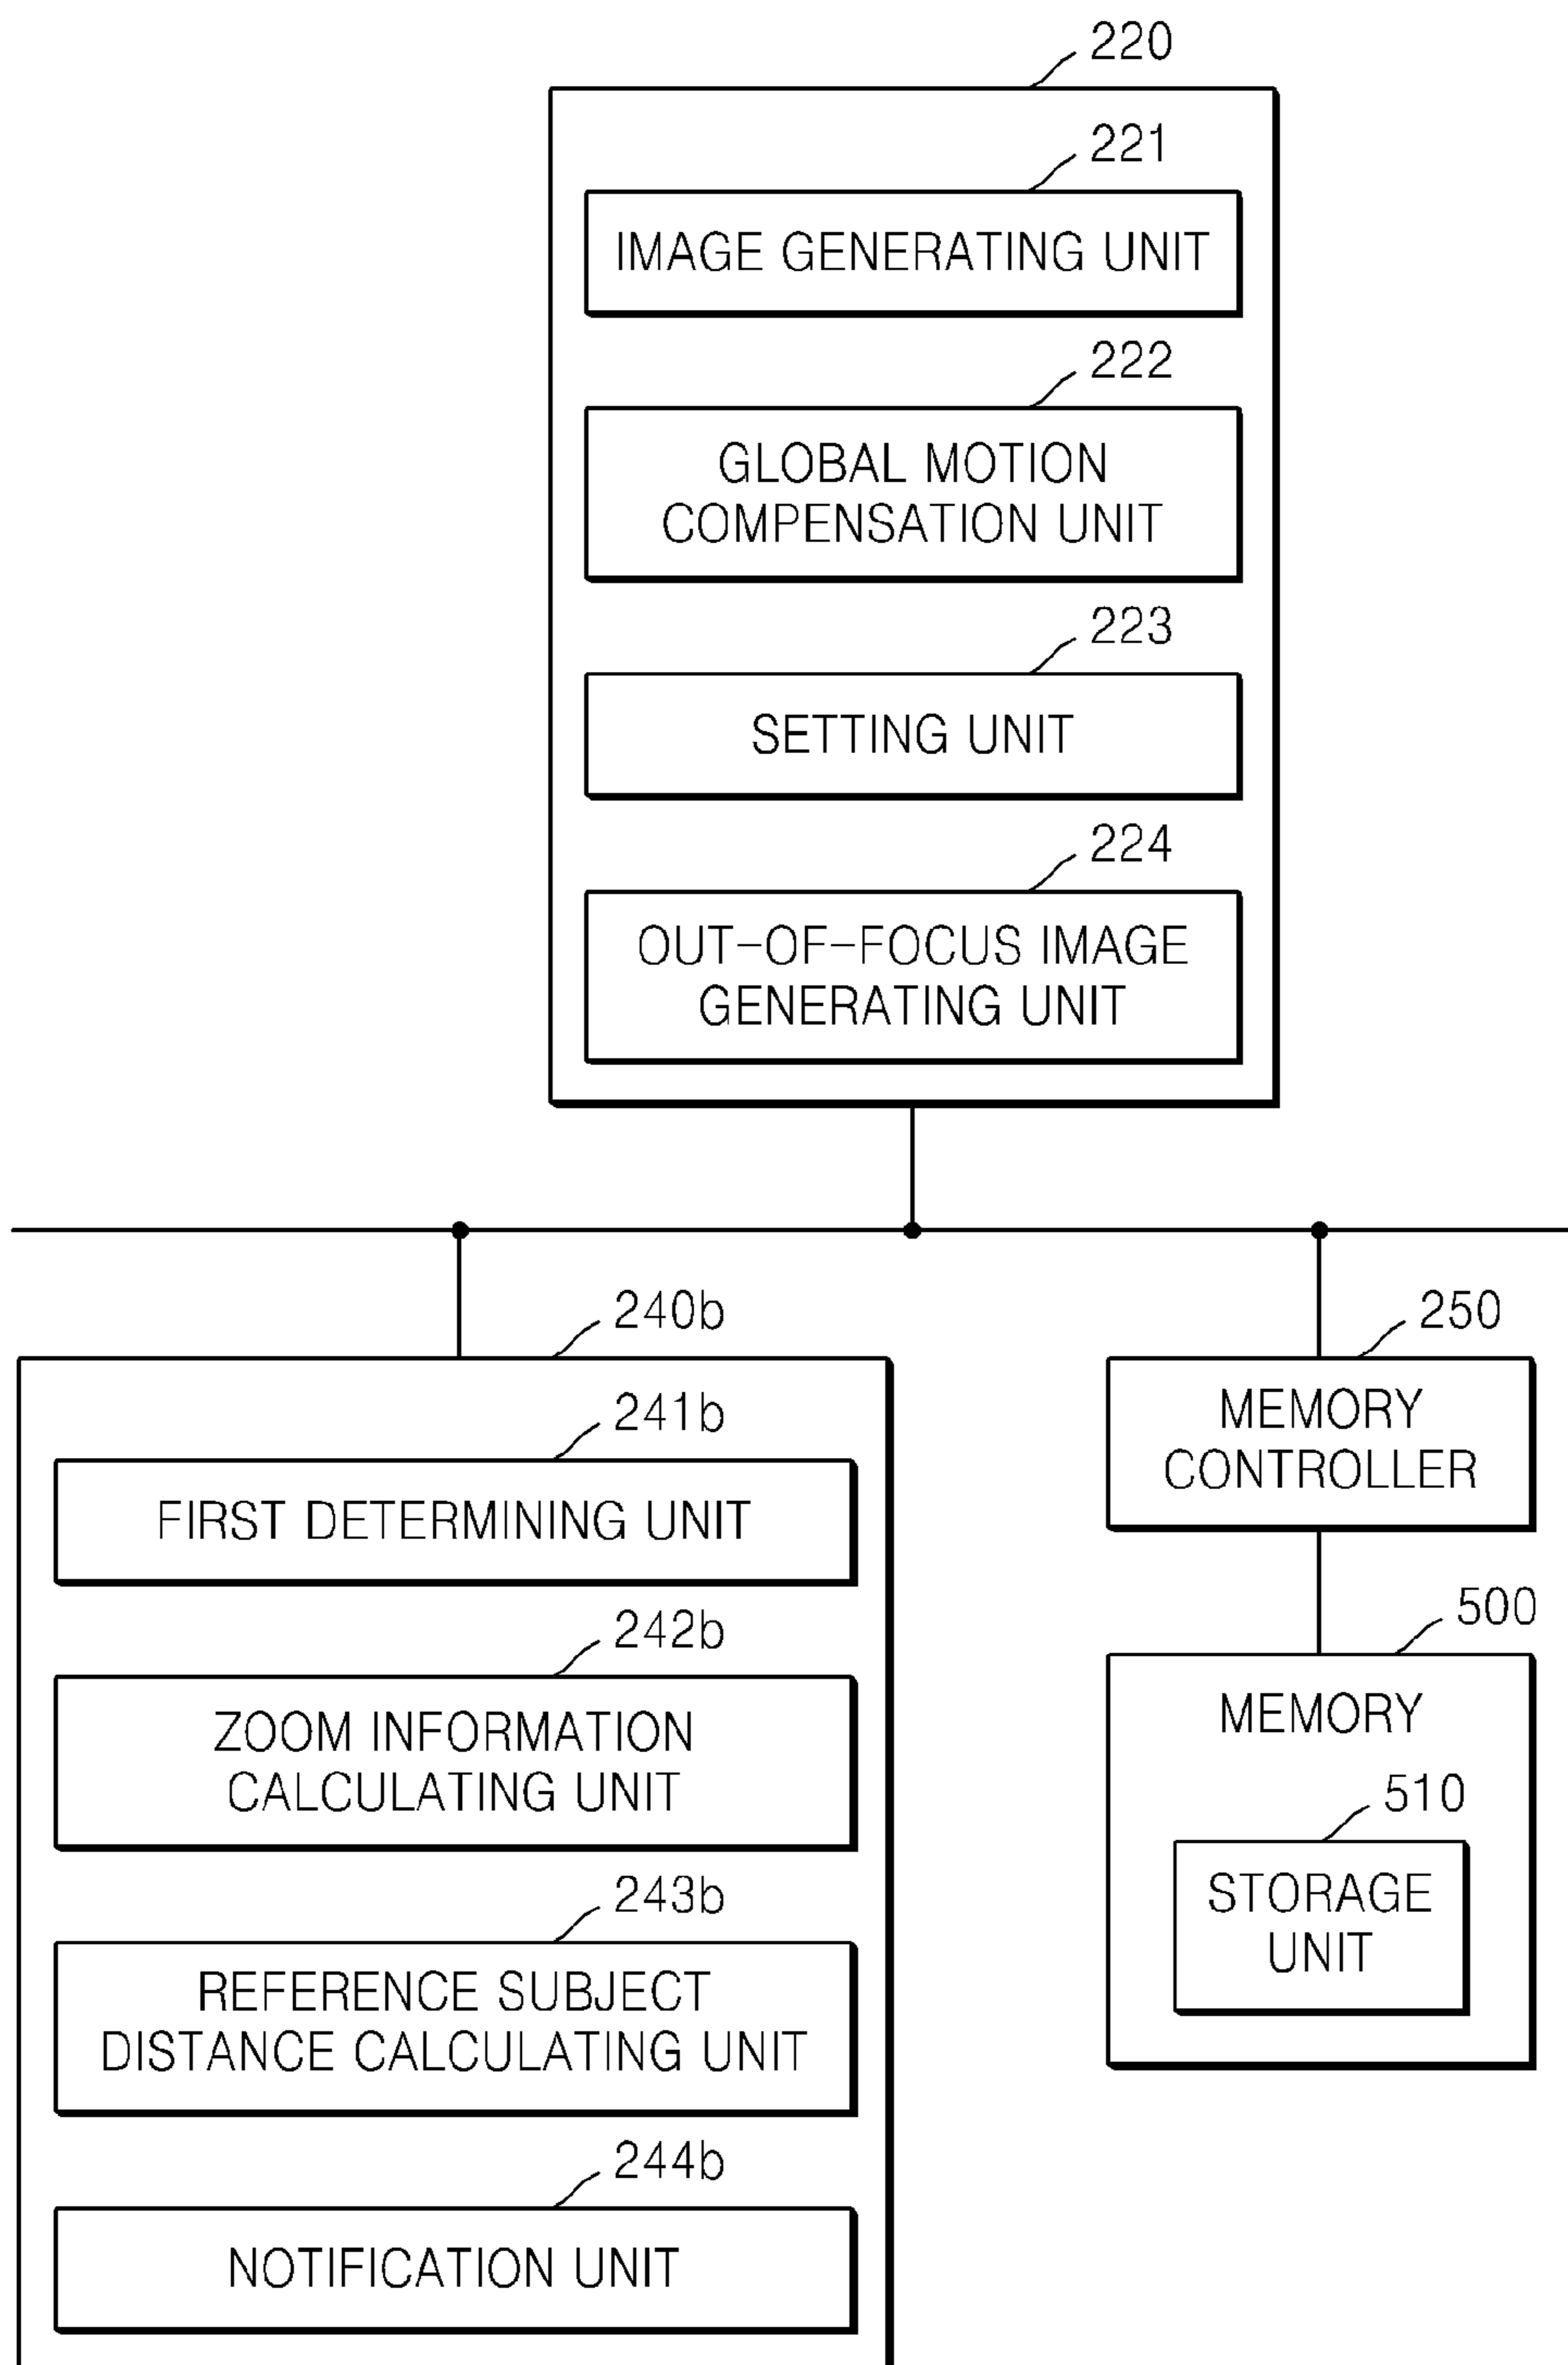 220
221
IMAGE GENERATING UNIT
222
GLOBAL MOTION
COMPENSATION UNIT
223
SETTING UNIT
224
OUT-OF-FOCUS IMAGE
GENERATING UNIT
240b
241b
FIRST DETERMINING UNIT
242b
ZOOM INFORMATION
CALCULATING UNIT
243b
REFERENCE SUBJECT
DISTANCE CALCULATING UNIT
244b
NOTIFICATION UNIT
250
MEMORY
CONTROLLER
500
MEMORY
510
STORAGE
UNIT